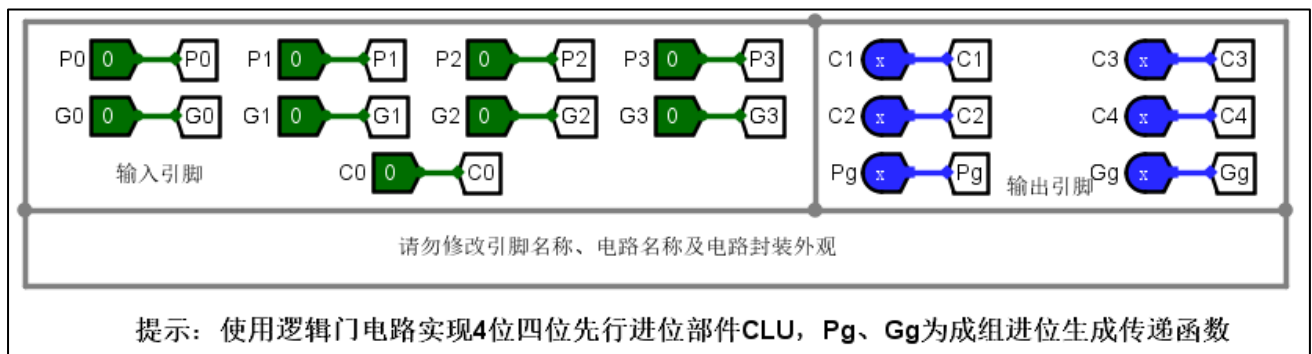 P0 0 P0 P1 0 P1 P2 0 P2 P3 0 P3 C1 x C1 C3 x C3
G0 0 G0 G1 0 G1 G2 0 G2 G3 0 G3 C2 x C2 C4 x C4
输入引脚 C0 0 C0 Pg x Pg 输出引脚 Gg x Gg
请勿修改引脚名称、电路名称及电路封装外观
提示：使用逻辑门电路实现4位四位先行进位部件CLU，Pg、Gg为成组进位生成传递函数